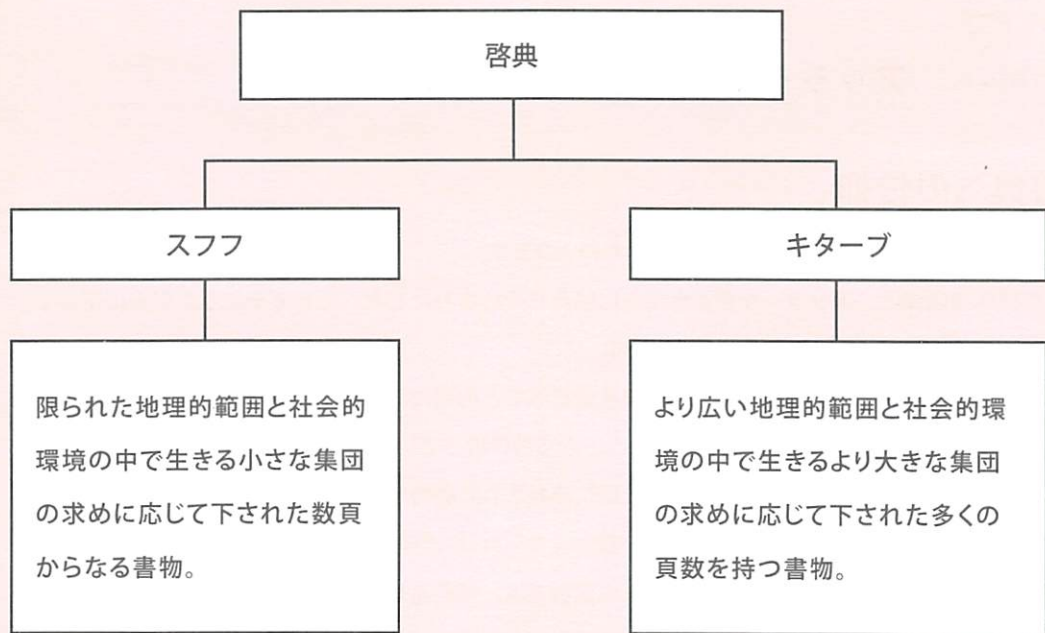 啓典
スフフ
キターブ
限られた地理的範囲と社会的
環境の中で生きる小さな集団
の求めに応じて下された数頁
からなる書物。
より広い地理的範囲と社会的環
境の中で生きるより大きな集団
の求めに応じて下された多くの
頁数を持つ書物。